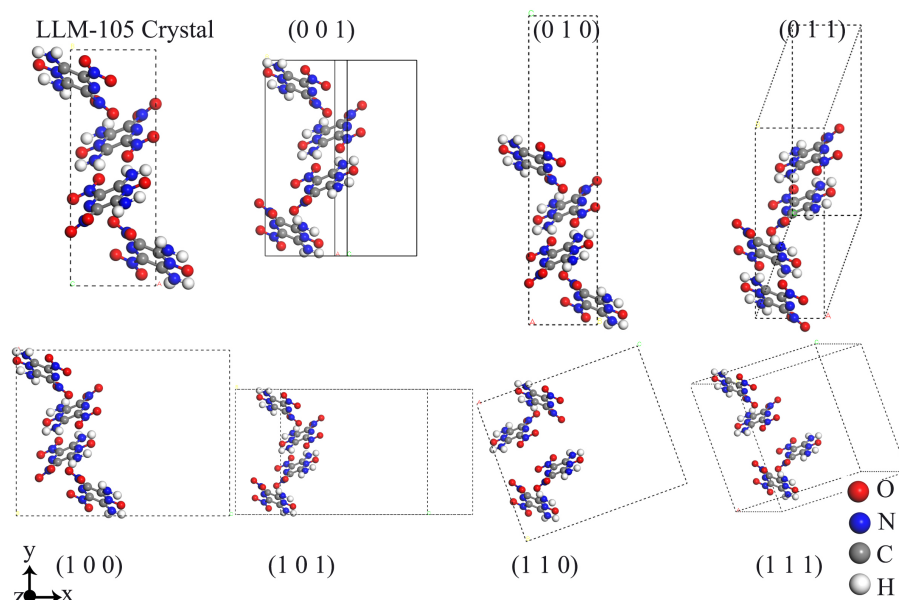 LLM-105 Crystal
(0 0 1)
(0 1 0)
(0 1 1)
(1 0 0)
(1 0 1)
(1 1 0)
(1 1 1)
O
N
C
H
y
z
x